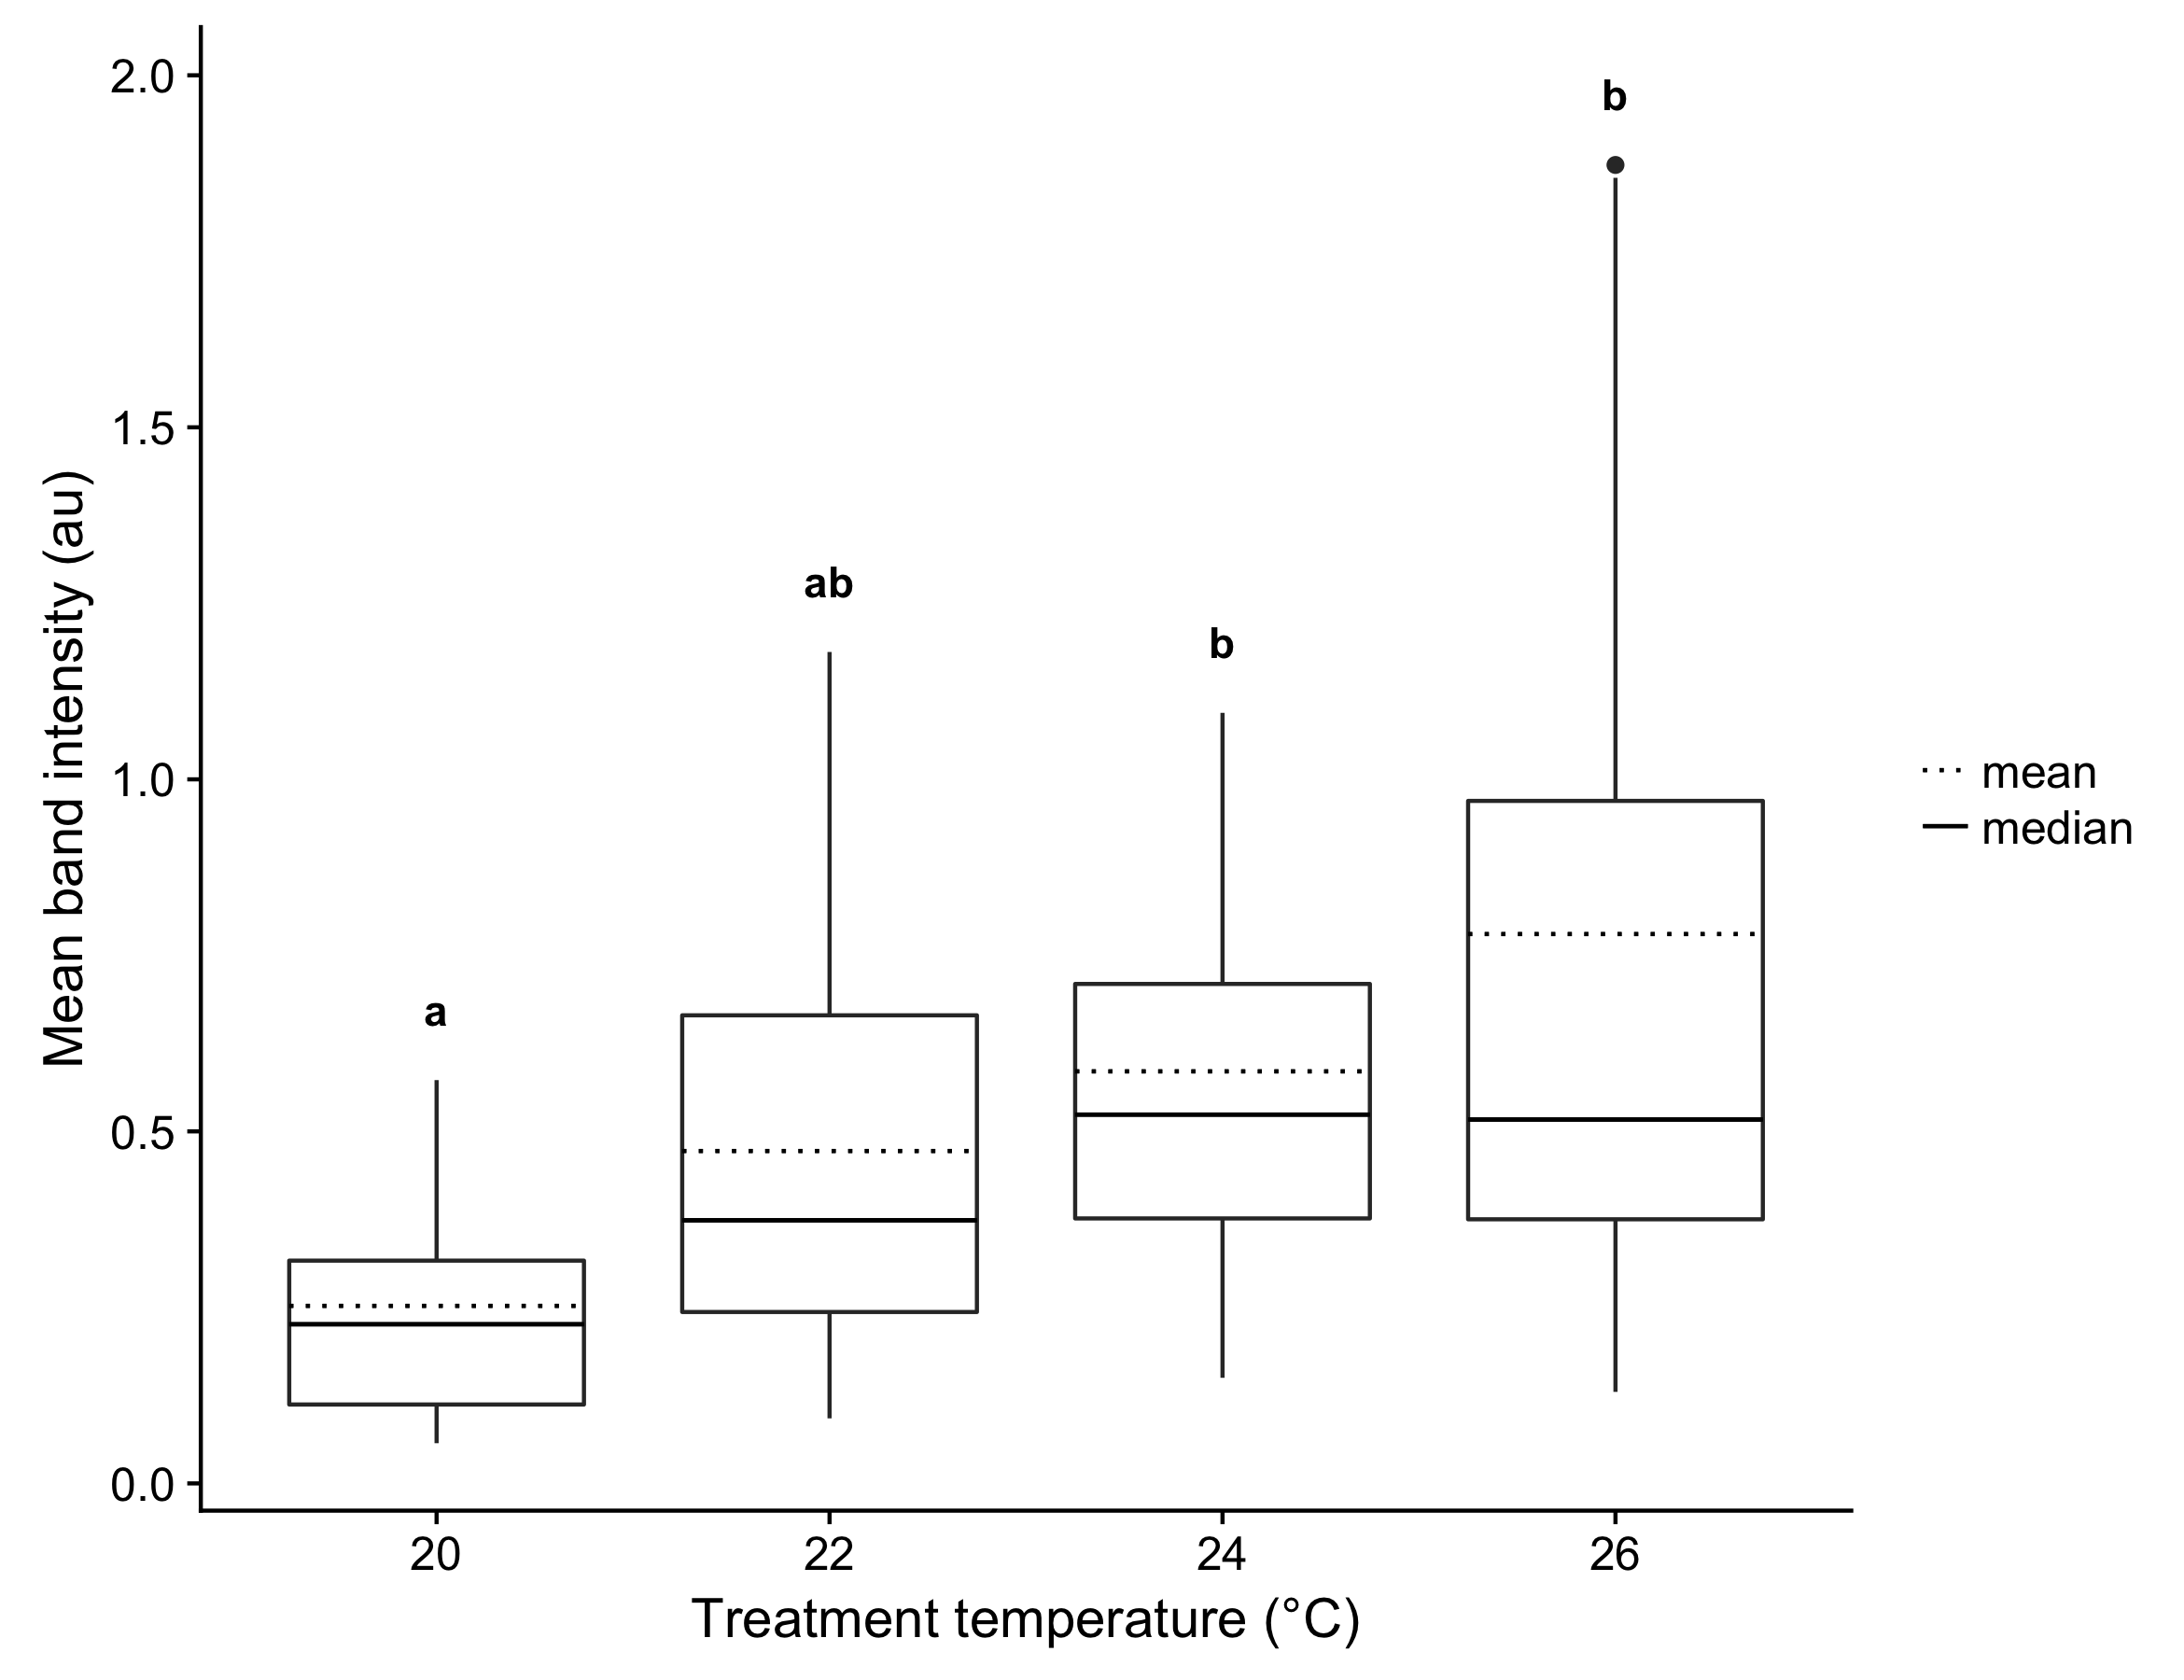 2.0
1.5
1.0
0.5
0.0
Mean band intensity (au)
a
ab
b
b
20
22
24
26
Treatment temperature (°C)
mean
median